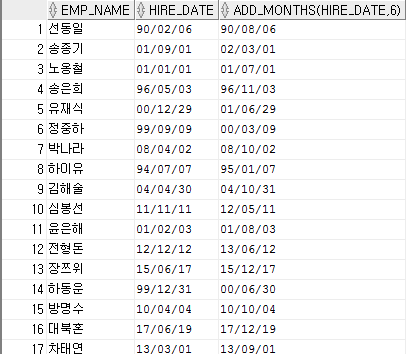 EMP_NAME HIRE_DATE ADD_MONTHS(HIRE_DATE,6)
1 선동일 90/02/06 90/08/06
2 송종기 01/09/01 02/03/01
3 노옹철 01/01/01 01/07/01
4 송은희 96/05/03 96/11/03
5 유재식 00/12/29 01/06/29
6 정중하 99/09/09 00/03/09
7 박나라 08/04/02 08/10/02
8 하이유 94/07/07 95/01/07
9 김해술 04/04/30 04/10/31
10 심봉선 11/11/11 12/05/11
11 윤은해 01/02/03 01/08/03
12 전형돈 12/12/12 13/06/12
13 장쯔위 15/06/17 15/12/17
14 하동운 99/12/31 00/06/30
15 방명수 10/04/04 10/10/04
16 대북혼 17/06/19 17/12/19
17 차태연 13/03/01 13/09/01